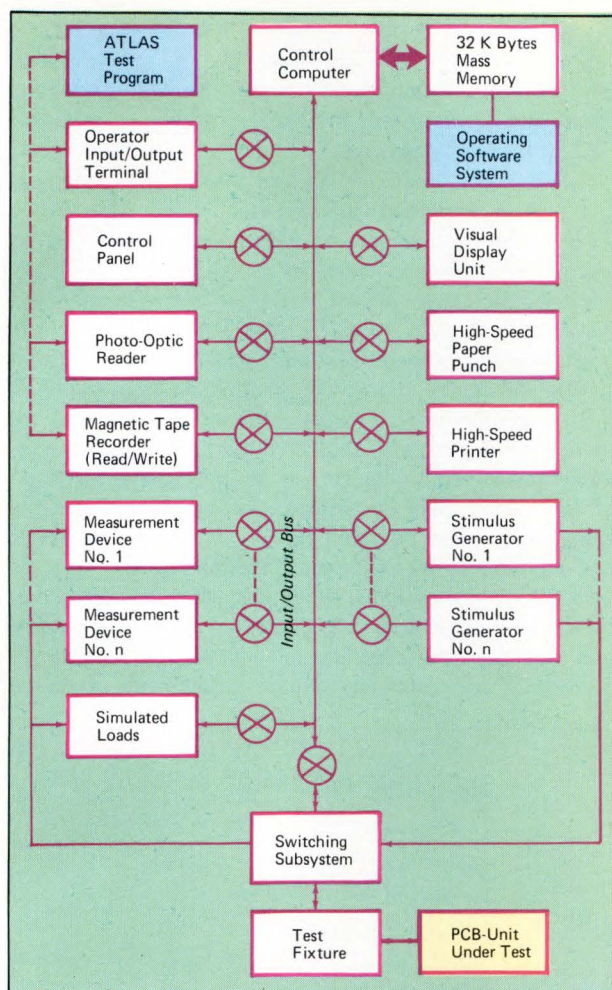 ATLAS
Test
Program
Control
Computer
32 K Bytes
Mass
Memory
Operator
Input/Output
Terminal
Operating
Software
System
Control
Panel
Visual
Display
Unit
Photo-Optic
Reader
High-Speed
Paper
Punch
Magnetic Tape
Recorder
(Read/Write)
High-Speed
Printer
Measurement
Device
No. 1
Input/Output Bus
Stimulus
Generator
No. 1
Measurement
Device
No. n
Stimulus
Generator
No. n
Simulated
Loads
Switching
Subsystem
Test
Fixture
PCB-Unit
Under Test